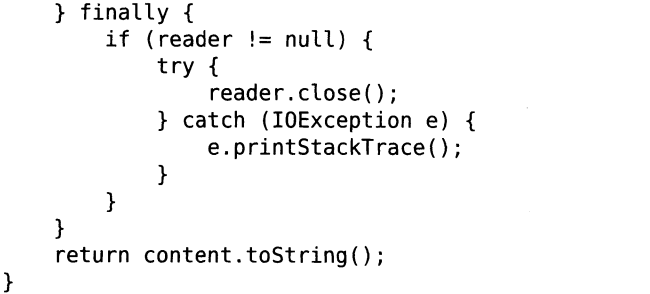 } finally {
        if (reader != null) {
            try {
                reader.close();
            } catch (IOException e) {
                e.printStackTrace();
            }
        }
    }
    return content.toString();
}